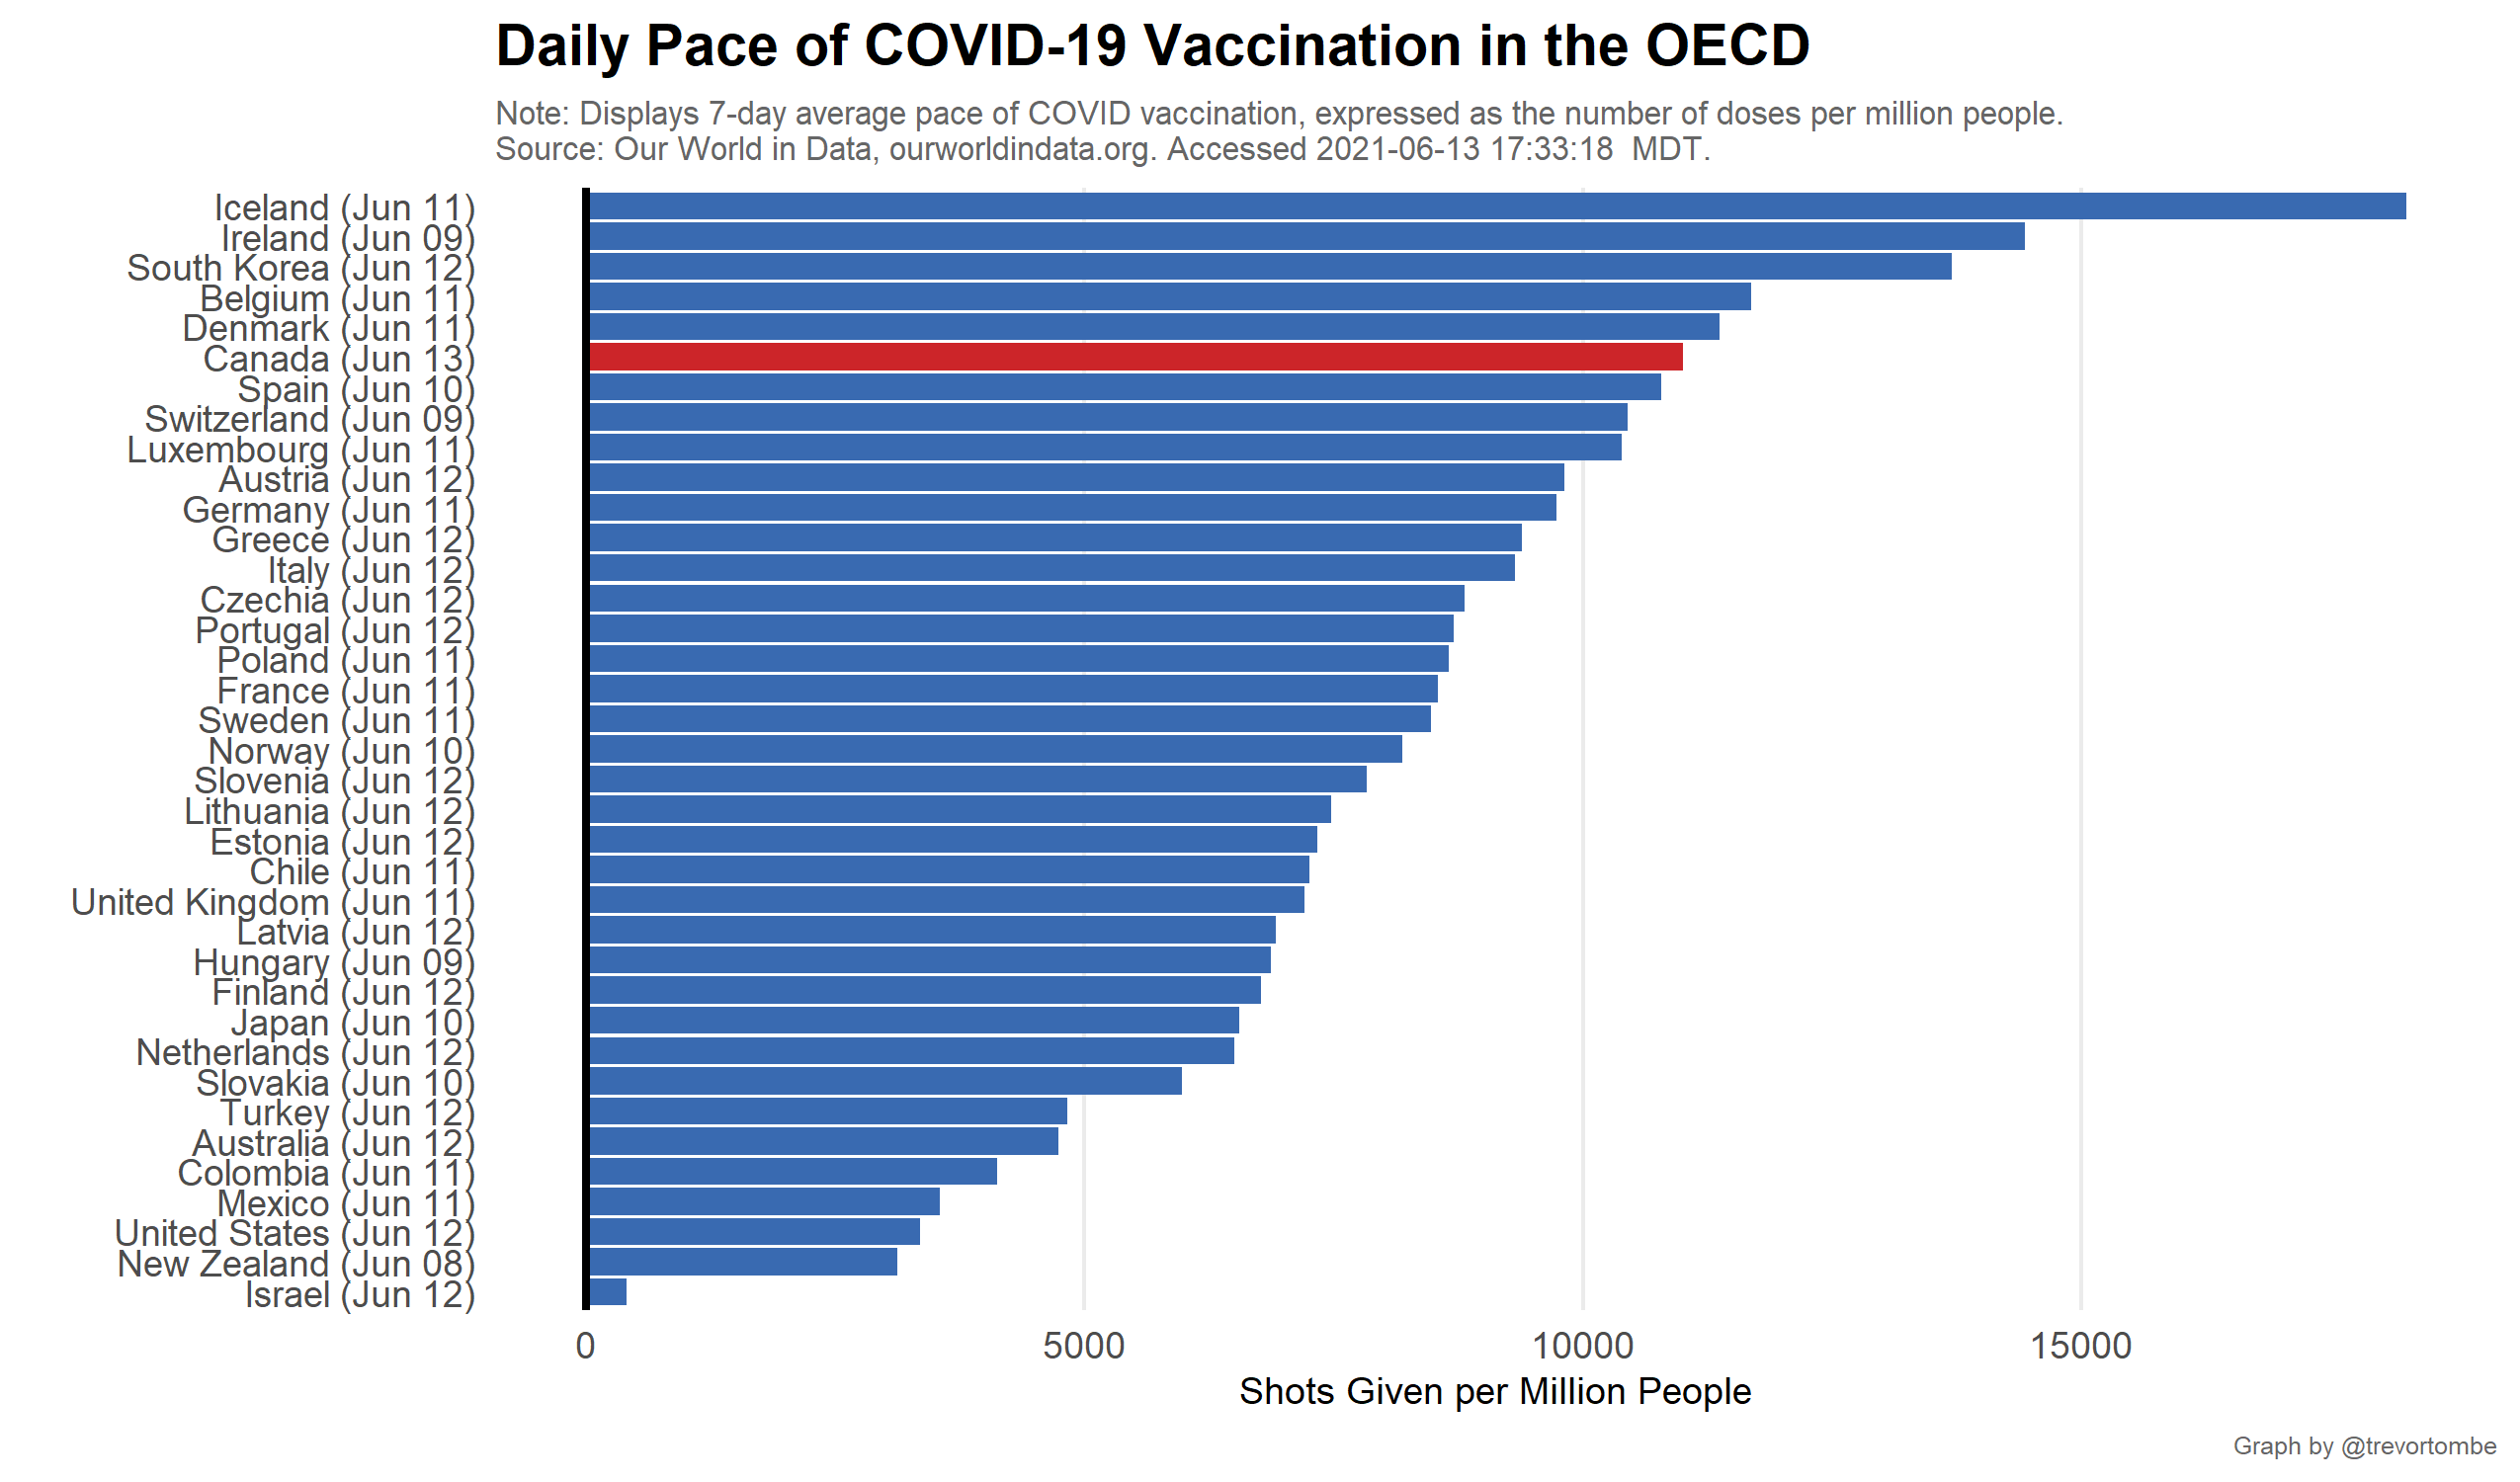 Daily Pace of COVID-19 Vaccination in the OECD
Note: Displays 7-day average pace of COVID vaccination, expressed as the number of doses per million people.
Source: Our World in Data, ourworldindata.org. Accessed 2021-06-13 17:33:18  MDT.
Iceland (Jun 11)
Ireland (Jun 09)
South Korea (Jun 12)
Belgium (Jun 11)
Denmark (Jun 11)
Canada (Jun 13)
Spain (Jun 10)
Switzerland (Jun 09)
Luxembourg (Jun 11)
Austria (Jun 12)
Germany (Jun 11)
Greece (Jun 12)
Italy (Jun 12)
Czechia (Jun 12)
Portugal (Jun 12)
Poland (Jun 11)
France (Jun 11)
Sweden (Jun 11)
Norway (Jun 10)
Slovenia (Jun 12)
Lithuania (Jun 12)
Estonia (Jun 12)
Chile (Jun 11)
United Kingdom (Jun 11)
Latvia (Jun 12)
Hungary (Jun 09)
Finland (Jun 12)
Japan (Jun 10)
Netherlands (Jun 12)
Slovakia (Jun 10)
Turkey (Jun 12)
Australia (Jun 12)
Colombia (Jun 11)
Mexico (Jun 11)
United States (Jun 12)
New Zealand (Jun 08)
Israel (Jun 12)
0 5000 10000 15000
Shots Given per Million People
Graph by @trevortombe